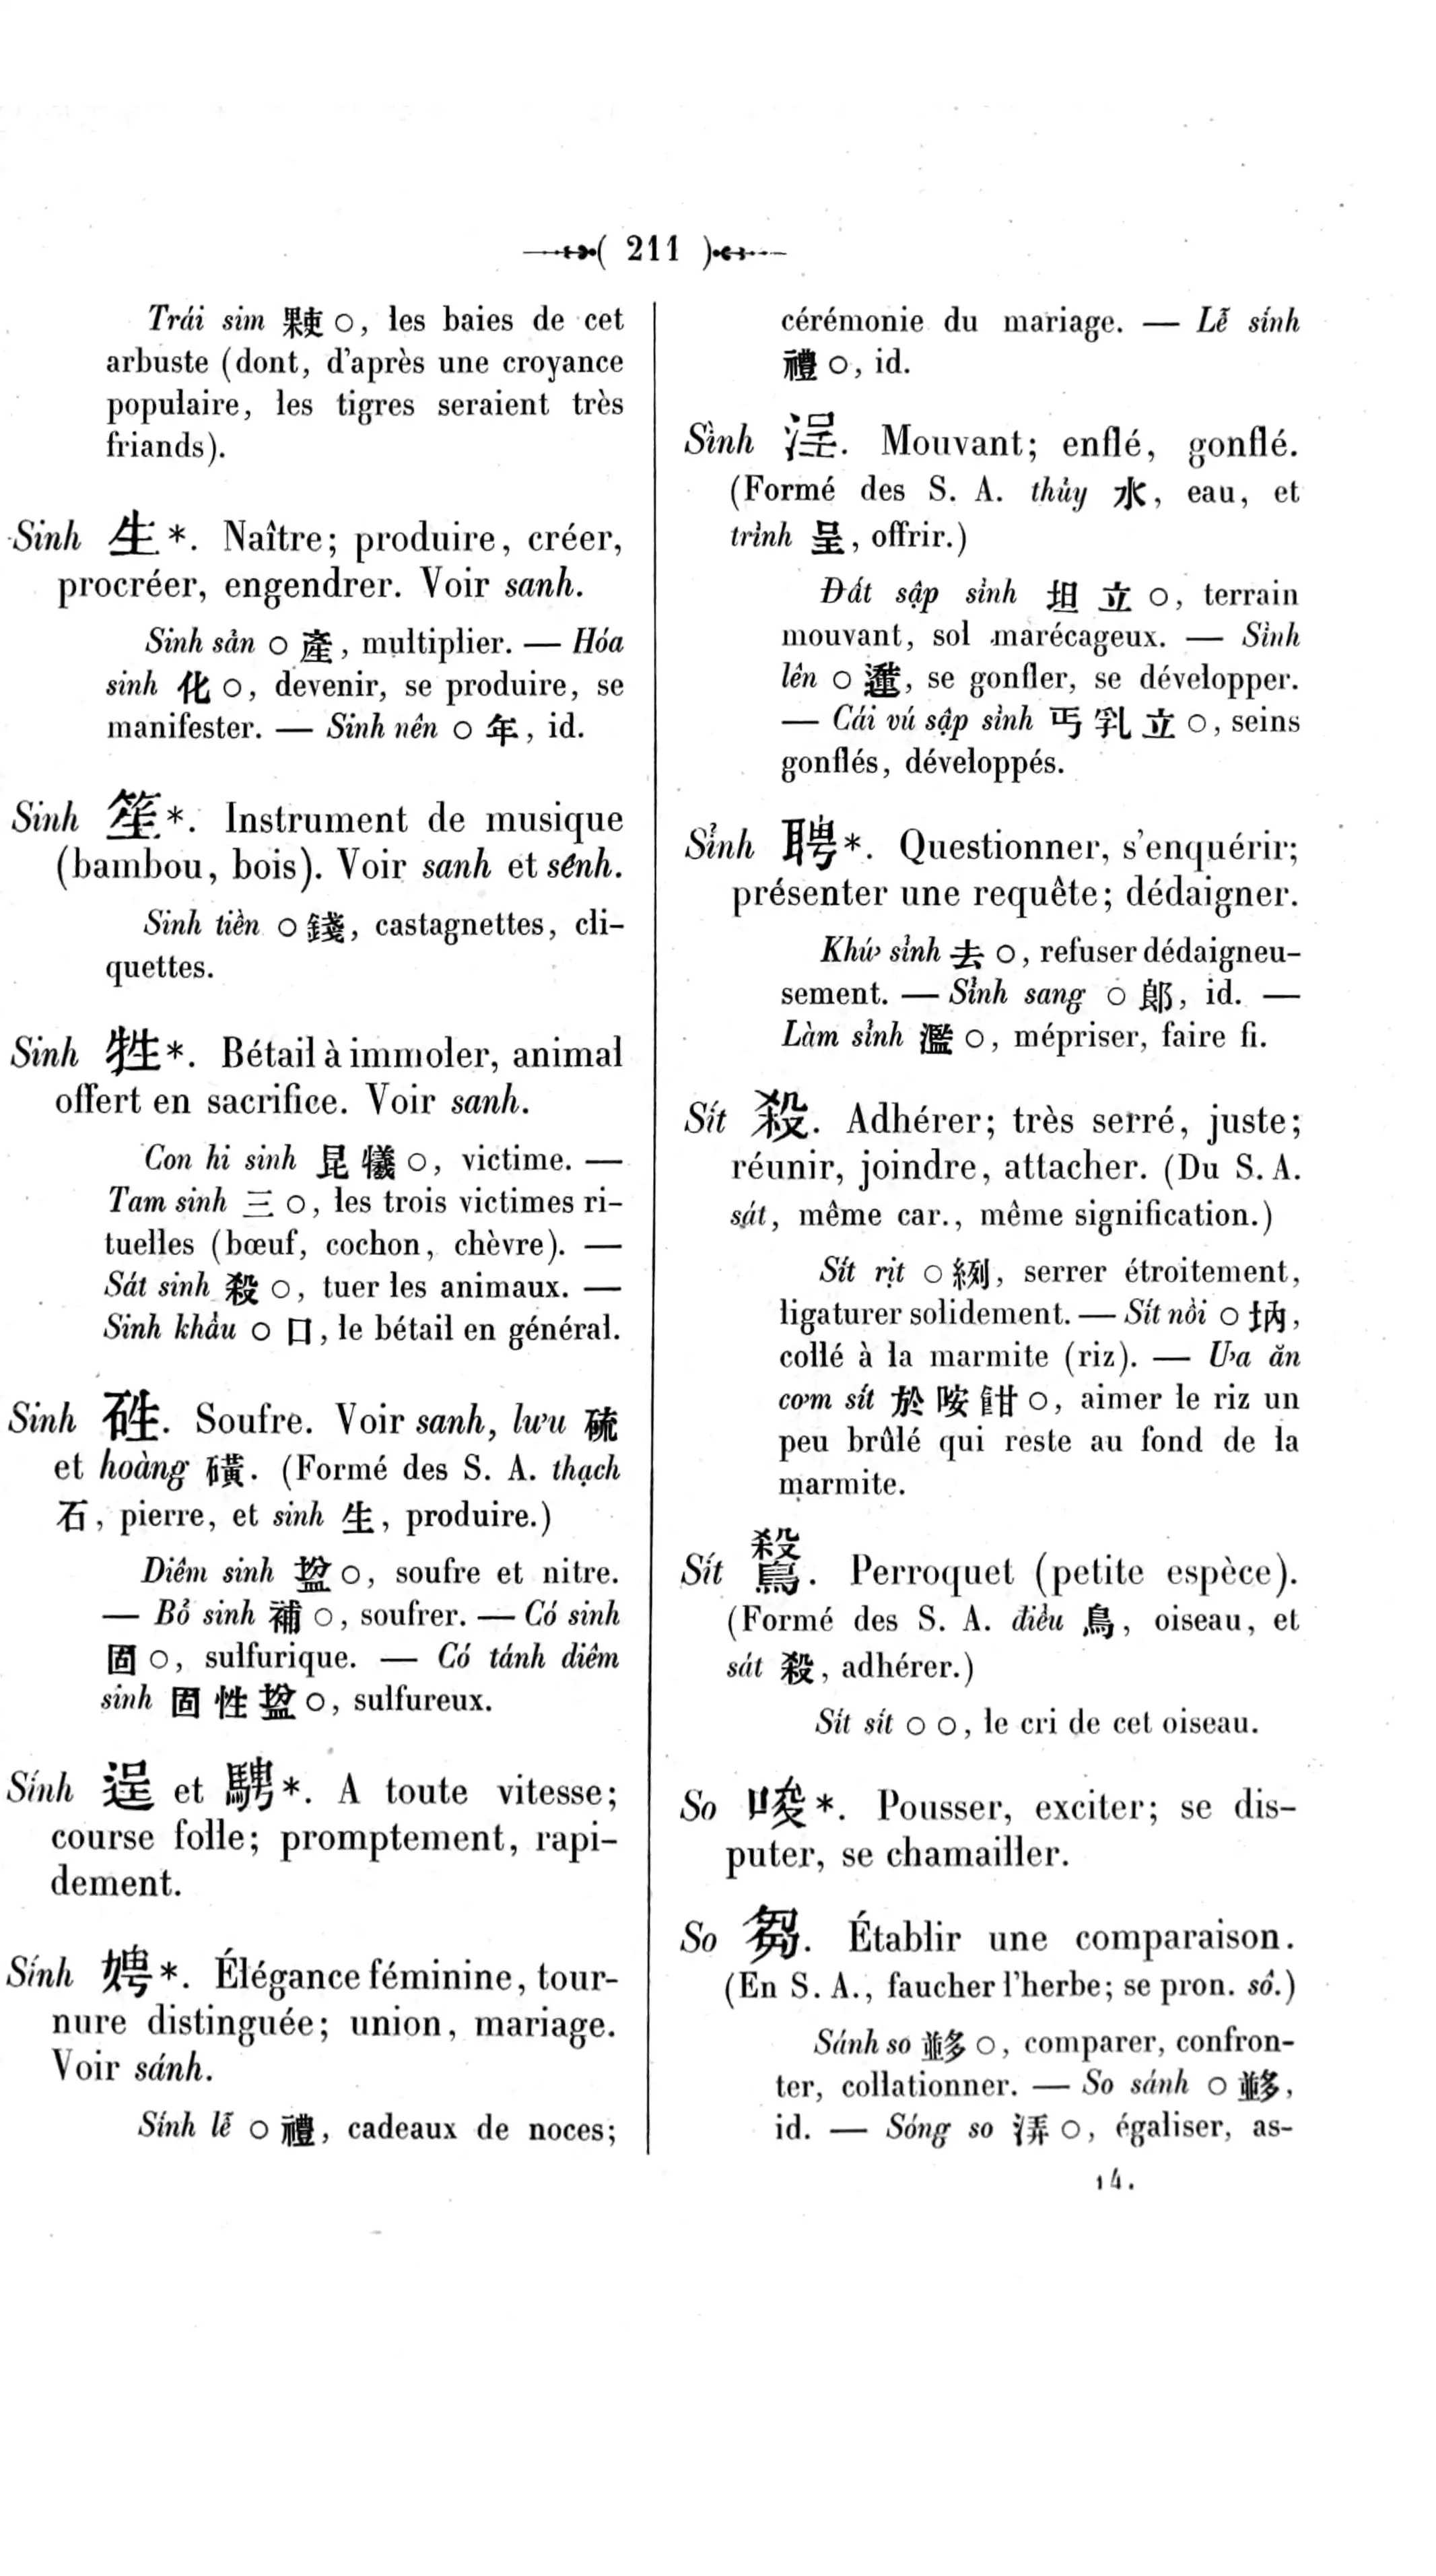 ( 211 )
Trái sim ○, les baies de cet
arbuste (dont, d'après une croyance
populaire, les tigres seraient très
friands).
Sinh 生*. Naître; produire, créer,
procréer, engendrer. Voir sanh.
Sinh sản ○ 產, multiplier. — Hóa
sinh 化 ○, devenir, se produire, se
manifester. — Sinh nên ○ 年, id.
Sinh 笙*. Instrument de musique
(bambou, bois). Voir sanh et sênh.
Sinh tiền ○ 錢, castagnettes, cli-
quettes.
Sinh 牲*. Bétail à immoler, animal
offert en sacrifice. Voir sanh.
Con hi sinh 昆 犧 ○, victime. —
Tam sinh 三 ○, les trois victimes ri-
tuelles (bœuf, cochon, chèvre). —
Sát sinh 殺 ○, tuer les animaux. —
Sinh khẩu ○ 口, le bétail en général.
Sinh 硂. Soufre. Voir sanh, lưu 硫
et hoàng 磺. (Formé des S. A. thạch
石, pierre, et sinh 生, produire.)
Diêm sinh ○, soufre et nitre.
— Bỏ sinh 補 ○, soufrer. — Có sinh
固 ○, sulfurique. — Có tánh diêm
sinh 固 性 ○, sulfureux.
Sính 逞 et 騁*. A toute vitesse;
course folle; promptement, rapi-
dement.
Sính 娉*. Élégance féminine, tour-
nure distinguée; union, mariage.
Voir sánh.
Sính lễ ○ 禮, cadeaux de noces;
cérémonie du mariage. — Lễ sính
禮 ○, id.
Sình 浧. Mouvant; enflé, gonflé.
(Formé des S. A. thủy 水, eau, et
trình 呈, offrir.)
Đất sập sình 坦 立 ○, terrain
mouvant, sol marécageux. — Sình
lên ○, se gonfler, se développer.
— Cái vú sập sình 丐 乳 立 ○, seins
gonflés, développés.
Sỉnh 聘*. Questionner, s'enquérir;
présenter une requête; dédaigner.
Khứ sỉnh 去 ○, refuser dédaigneu-
sement. — Sỉnh sang ○ 郞, id. —
Làm sỉnh 濫 ○, mépriser, faire fi.
Sít 殺. Adhérer; très serré, juste;
réunir, joindre, attacher. (Du S. A.
sát, même car., même signification.)
Sít rịt ○, serrer étroitement,
ligaturer solidement. — Sít nồi ○,
collé à la marmite (riz). — Ưa ăn
cơm sít 於 咹 ○, aimer le riz un
peu brûlé qui reste au fond de la
marmite.
Sít. Perroquet (petite espèce).
(Formé des S. A. điểu 鳥, oiseau, et
sát 殺, adhérer.)
Sít sít ○ ○, le cri de cet oiseau.
So 唆*. Pousser, exciter; se dis-
puter, se chamailler.
So 芻. Établir une comparaison.
(En S. A., faucher l'herbe; se pron. sô.)
Sánh so ○, comparer, confron-
ter, collationner. — So sánh ○,
id. — Sóng so ○, égaliser, as-
14.